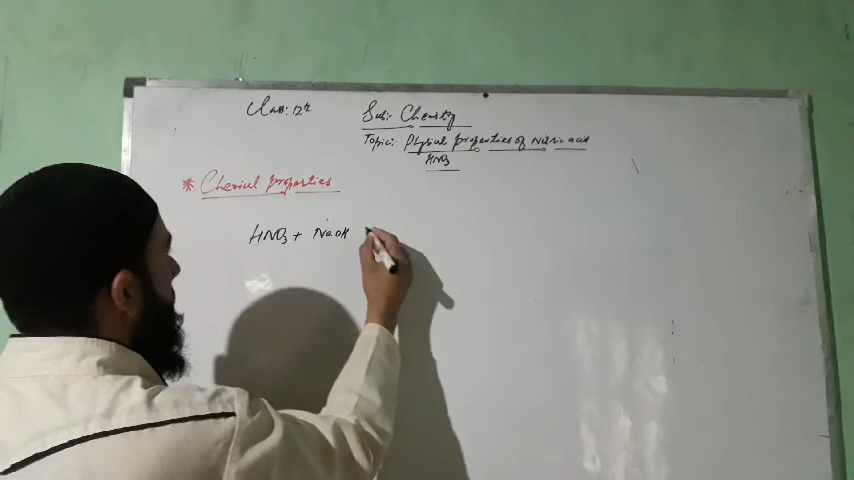 Class: 12th Sub: Chemistry
Topic: Physical properties of Nitric acid
HNO3
* Chemical properties
HNO3 + NaOH